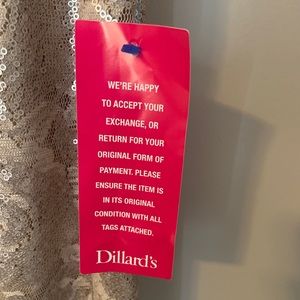 WE'RE HAPPY
TO ACCEPT YOUR
EXCHANGE, OR
RETURN FOR YOUR
ORIGINAL FORM OF
PAYMENT. PLEASE
ENSURE THE ITEM IS
IN ITS ORIGINAL
CONDITION WITH ALL
TAGS ATTACHED.
Dillard's